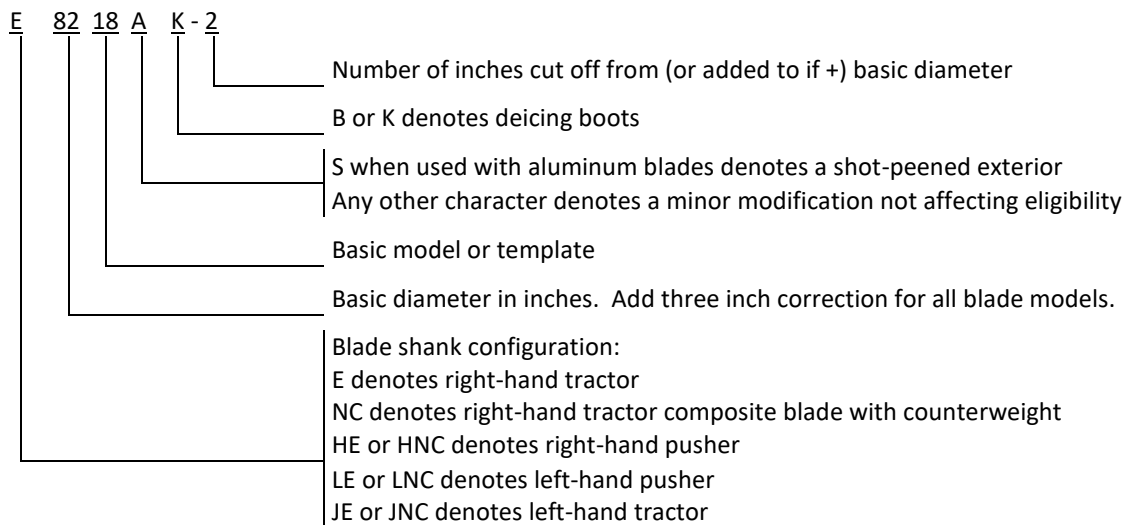 E 82 18 A K - 2
Number of inches cut off from (or added to if +) basic diameter
B or K denotes deicing boots
S when used with aluminum blades denotes a shot-peened exterior
Any other character denotes a minor modification not affecting eligibility
Basic model or template
Basic diameter in inches.  Add three inch correction for all blade models.
Blade shank configuration:
E denotes right-hand tractor
NC denotes right-hand tractor composite blade with counterweight
HE or HNC denotes right-hand pusher
LE or LNC denotes left-hand pusher
JE or JNC denotes left-hand tractor